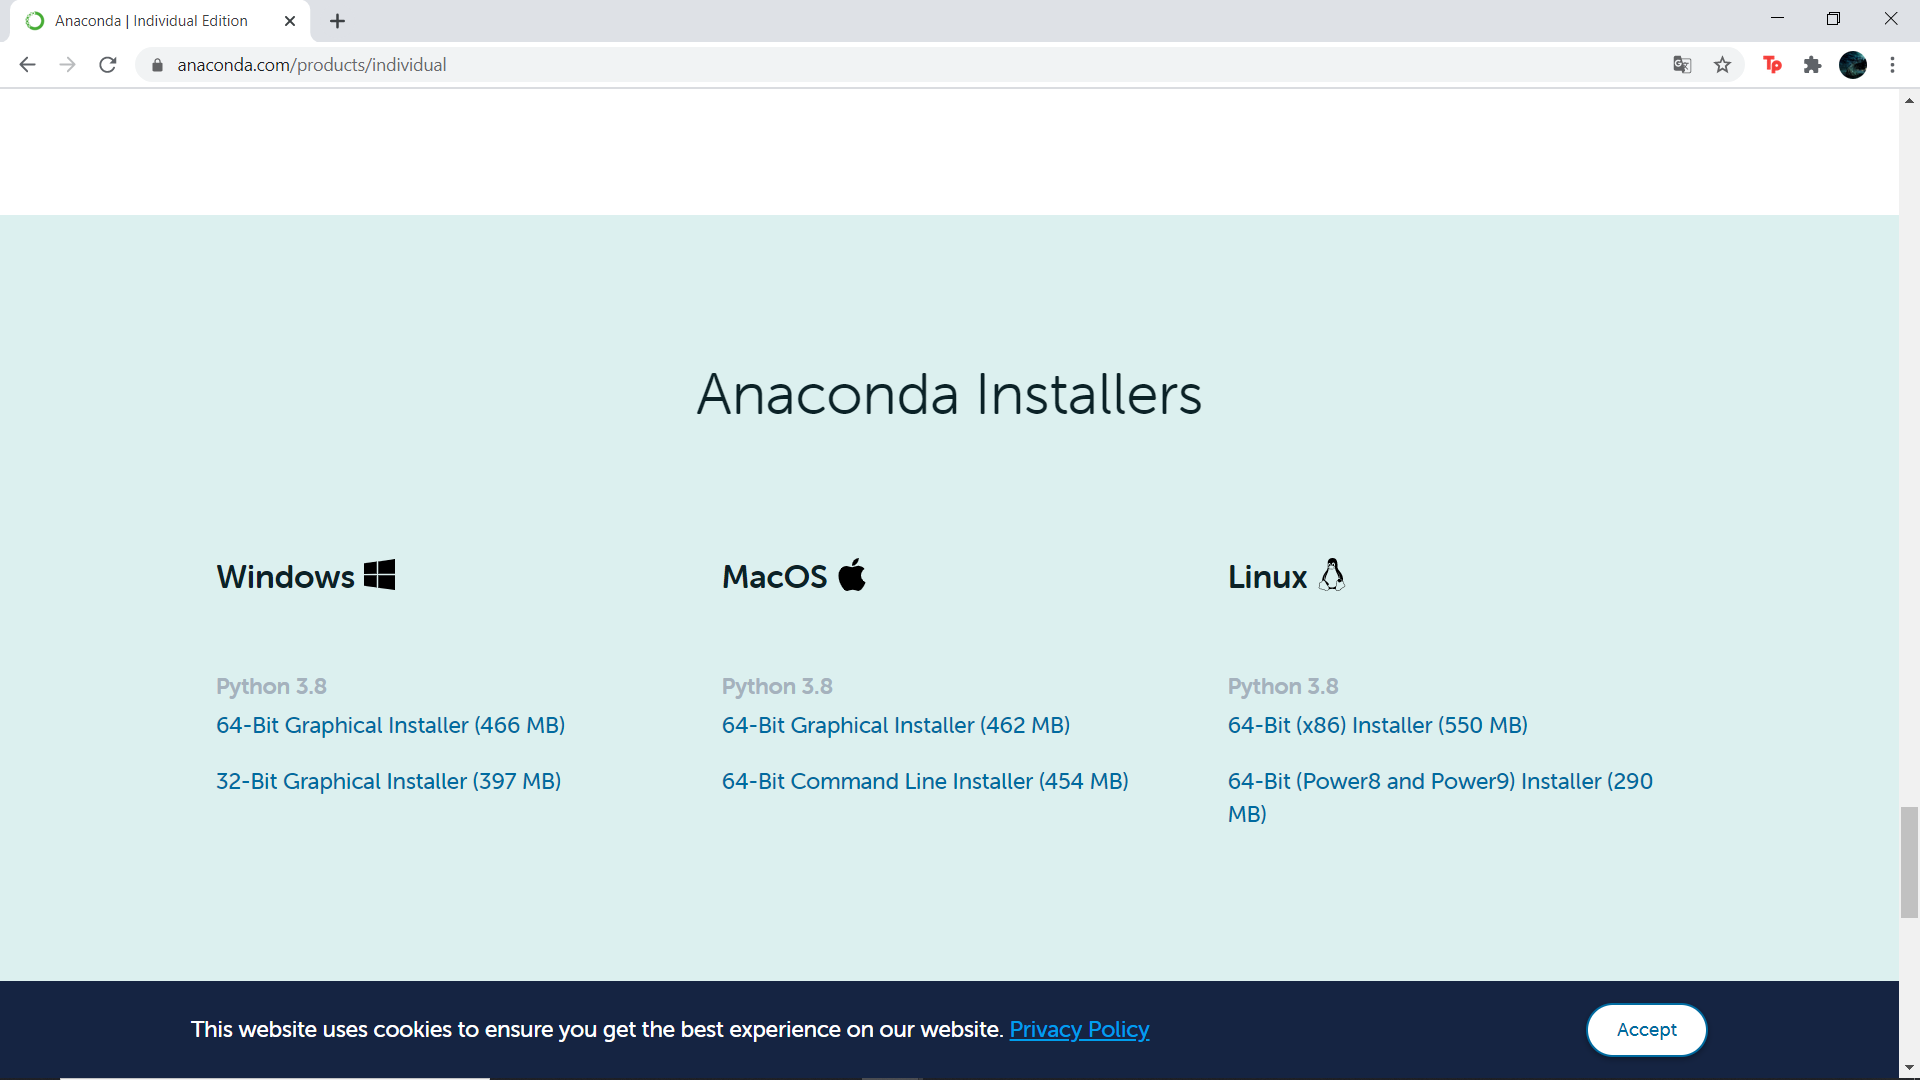 Anaconda | Individual Edition
anaconda.com/products/individual
Tp
Anaconda Installers
Windows
MacOS
Linux
Python 3.8
64-Bit Graphical Installer (466 MB)
32-Bit Graphical Installer (397 MB)
Python 3.8
64-Bit Graphical Installer (462 MB)
64-Bit Command Line Installer (454 MB)
Python 3.8
64-Bit (x86) Installer (550 MB)
64-Bit (Power8 and Power9) Installer (290
MB)
This website uses cookies to ensure you get the best experience on our website. Privacy Policy
Accept